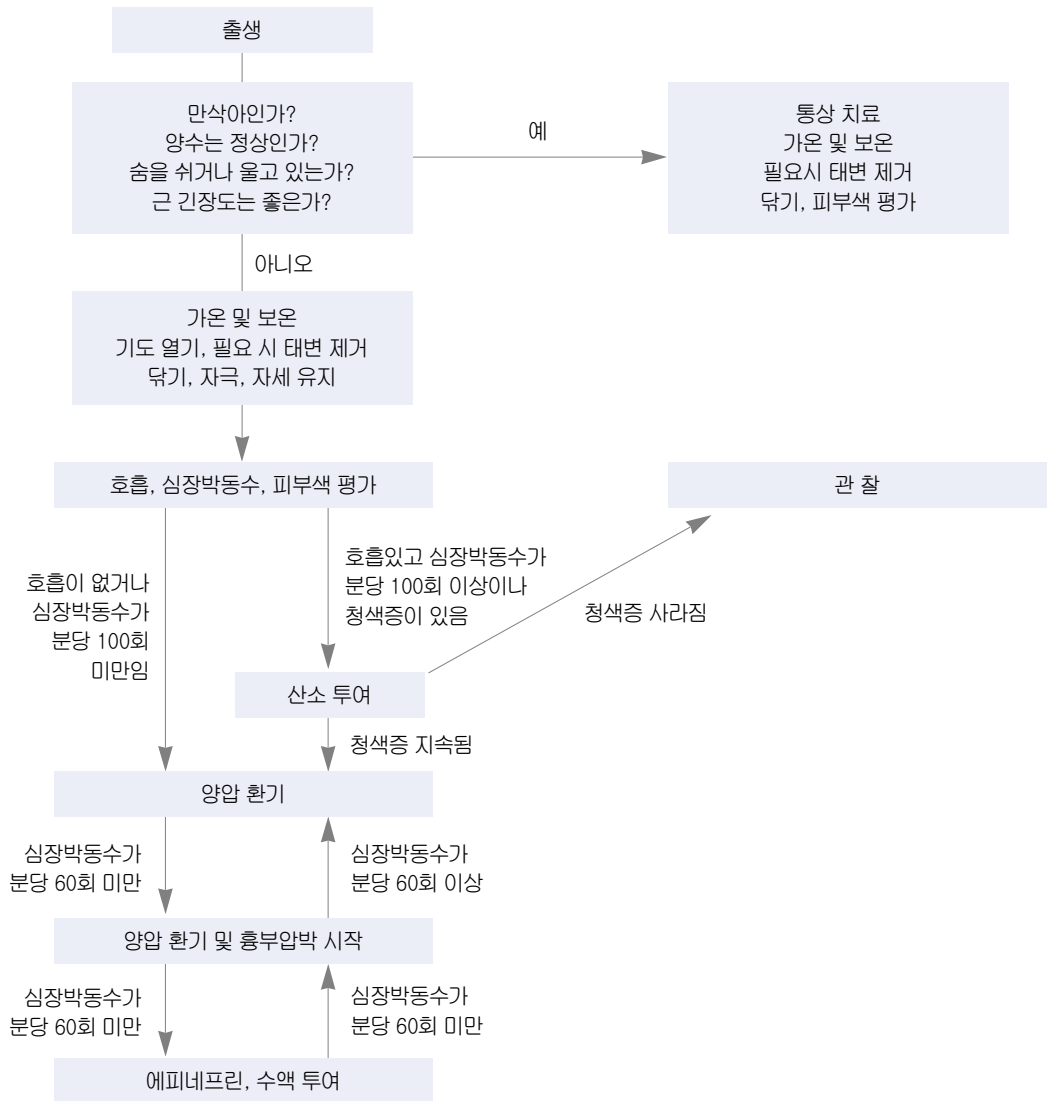 출생
만삭아인가?
양수는 정상인가?
숨을 쉬거나 울고 있는가?
근 긴장도는 좋은가?
예
통상 치료
가온 및 보온
필요시 태변 제거
닦기, 피부색 평가
아니오
가온 및 보온
기도 열기, 필요 시 태변 제거
닦기, 자극, 자세 유지
호흡, 심장박동수, 피부색 평가
관 찰
호흡이 없거나
심장박동수가
분당 100회
미만임
호흡있고 심장박동수가
분당 100회 이상이나
청색증이 있음
청색증 사라짐
산소 투여
청색증 지속됨
양압 환기
심장박동수가
분당 60회 미만
심장박동수가
분당 60회 이상
양압 환기 및 흉부압박 시작
심장박동수가
분당 60회 미만
심장박동수가
분당 60회 미만
에피네프린, 수액 투여